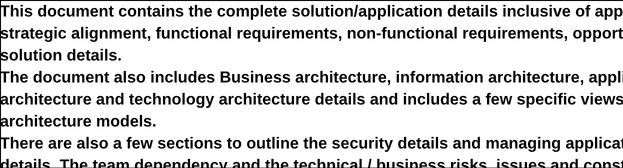 This document contains the complete solution/application details inclusive of app
strategic alignment, functional requirements, non-functional requirements, opport
solution details.
The document also includes Business architecture, information architecture, appli
architecture and technology architecture details and includes a few specific views
architecture models.
There are also a few sections to outline the security details and managing applicat
details. The team dependency and the technical / business risks, issues and const